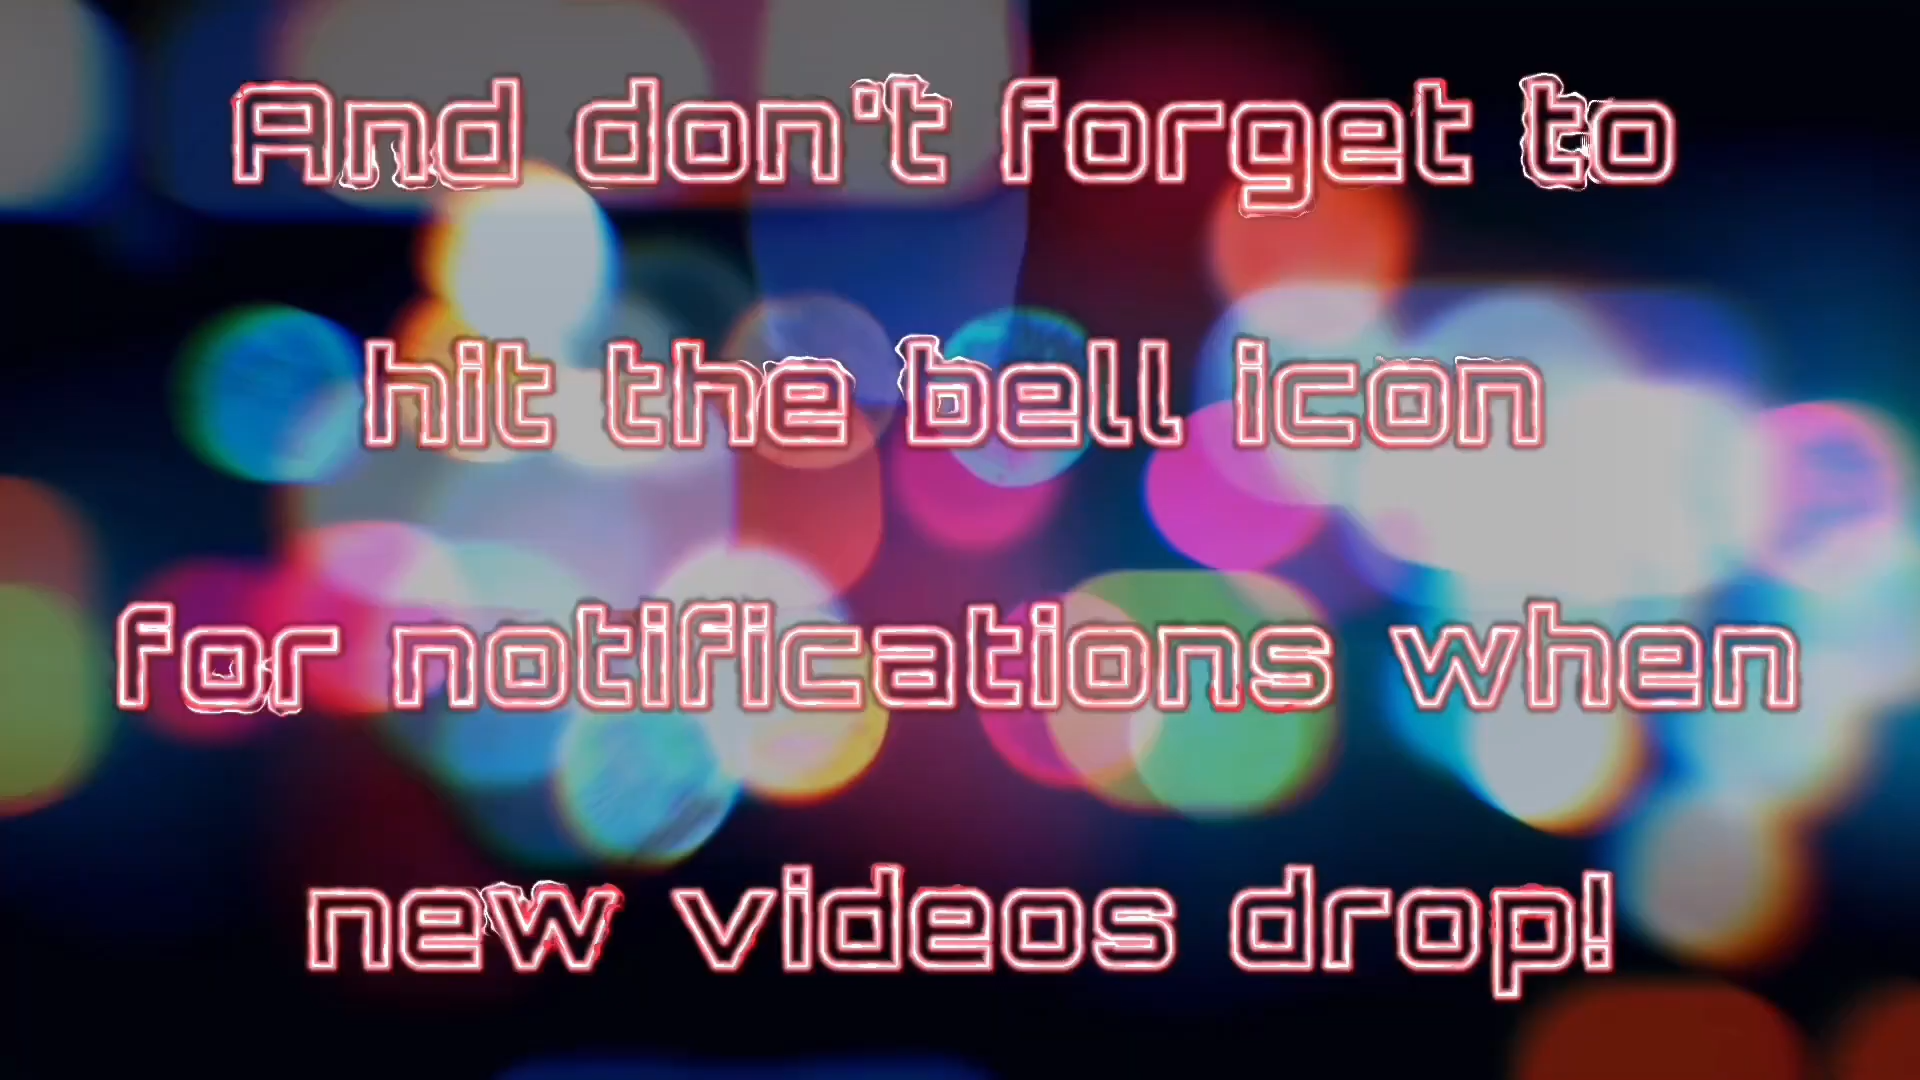 And don't forget to
hit the bell icon
for notifications when
new videos drop!